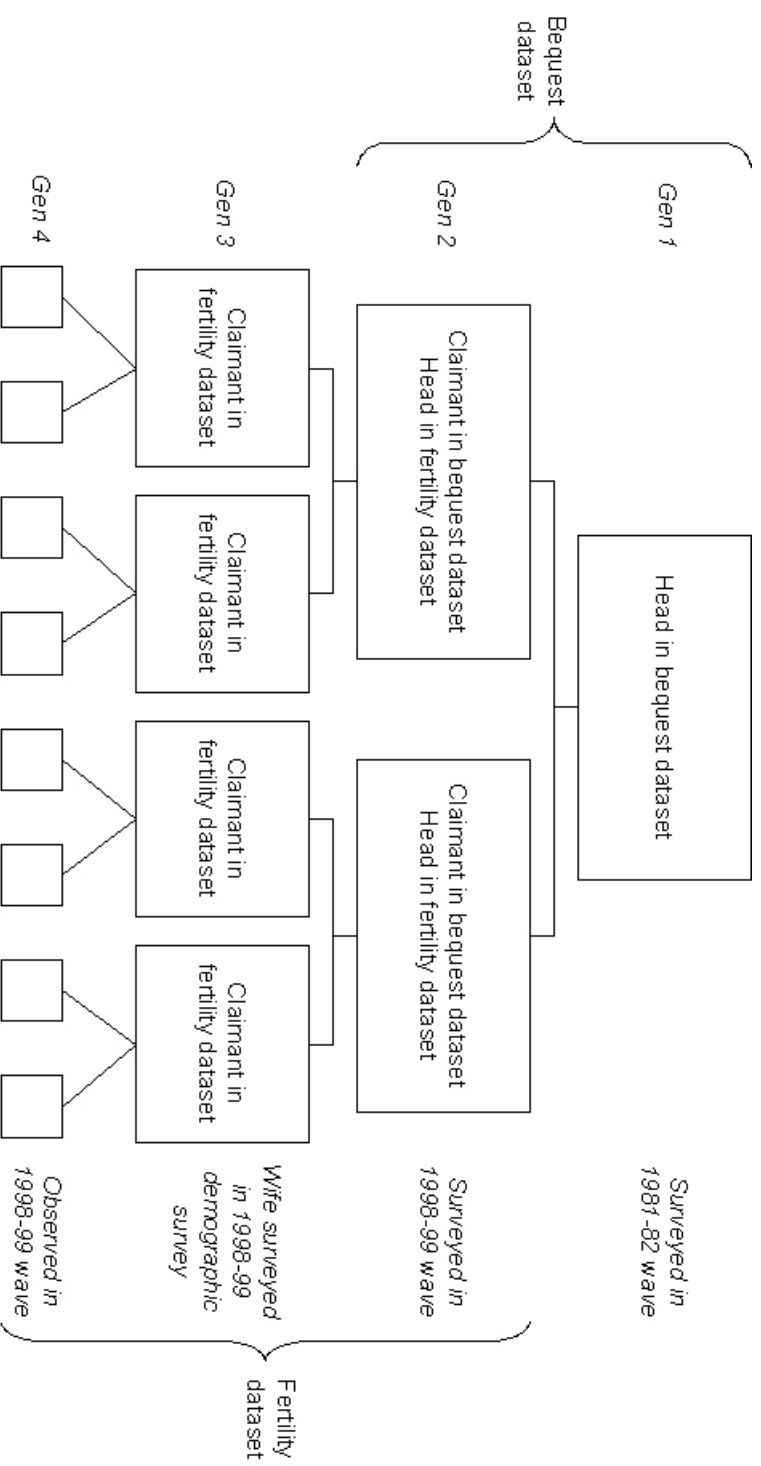 Bequest
dataset
Gen 1
Head in bequest dataset
Surveyed in
1981-82 wave
Gen 2
Claimant in bequest dataset
Head in fertility dataset
Claimant in bequest dataset
Head in fertility dataset
Surveyed in
1998-99 wave
Gen 3
Claimant in
fertility dataset
Claimant in
fertility dataset
Claimant in
fertility dataset
Claimant in
fertility dataset
Wife surveyed
in 1998-99
demographic
survey
Gen 4
Observed in
1998-99 wave
Fertility
dataset